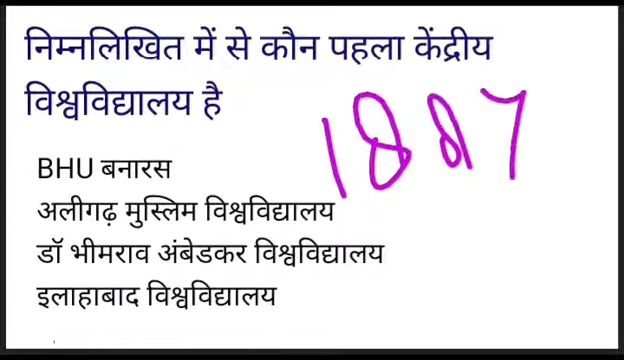 निम्नलिखित में से कौन पहला केंद्रीय
विश्वविद्यालय है
1887
BHU बनारस
अलीगढ़ मुस्लिम विश्वविद्यालय
डॉ भीमराव अंबेडकर विश्वविद्यालय
इलाहाबाद विश्वविद्यालय